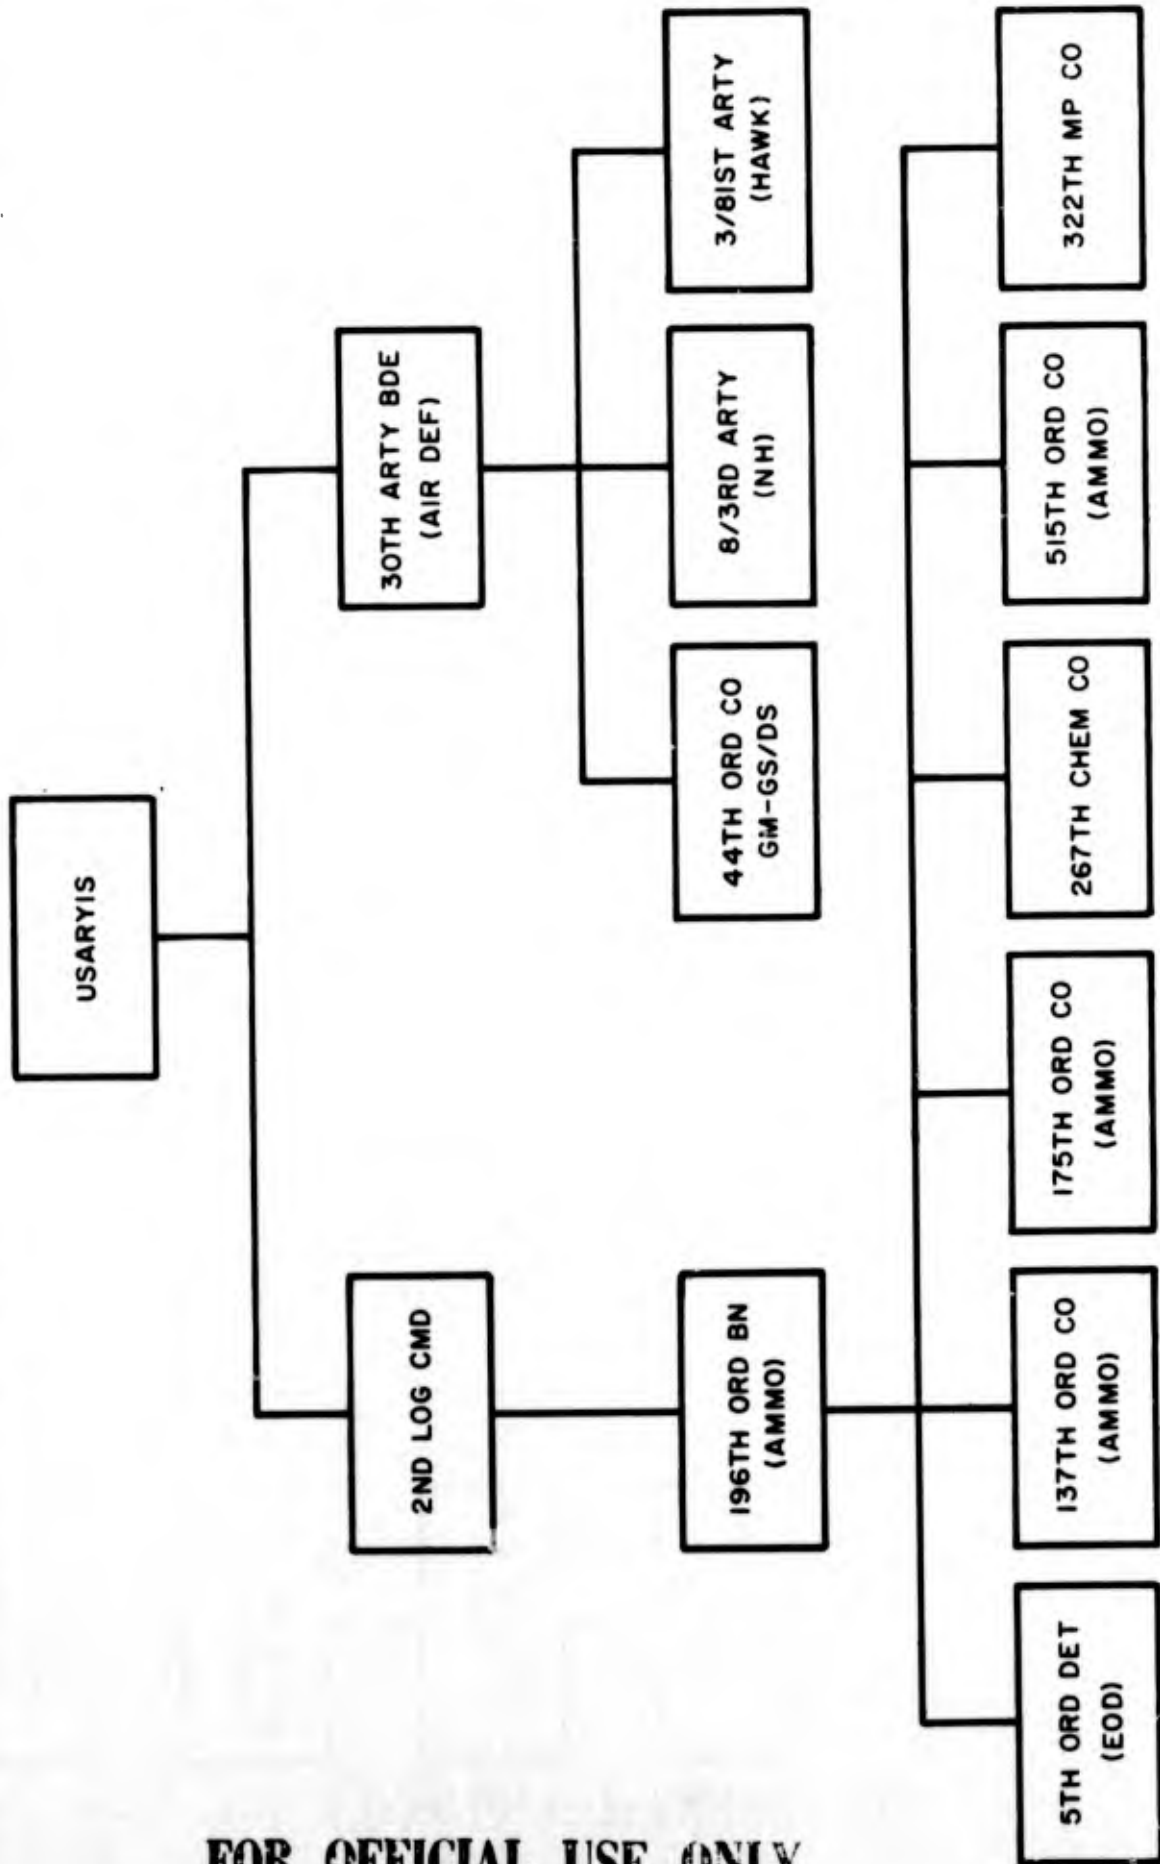 USARYIS
2ND LOG CMD
30TH ARTY BDE
(AIR DEF)
196TH ORD BN
(AMMO)
44TH ORD CO
GM-GS/DS
8/3RD ARTY
(NH)
3/81ST ARTY
(HAWK)
5TH ORD DET
(EOD)
137TH ORD CO
(AMMO)
175TH ORD CO
(AMMO)
267TH CHEM CO
515TH ORD CO
(AMMO)
322TH MP CO
FOR OFFICIAL USE ONLY